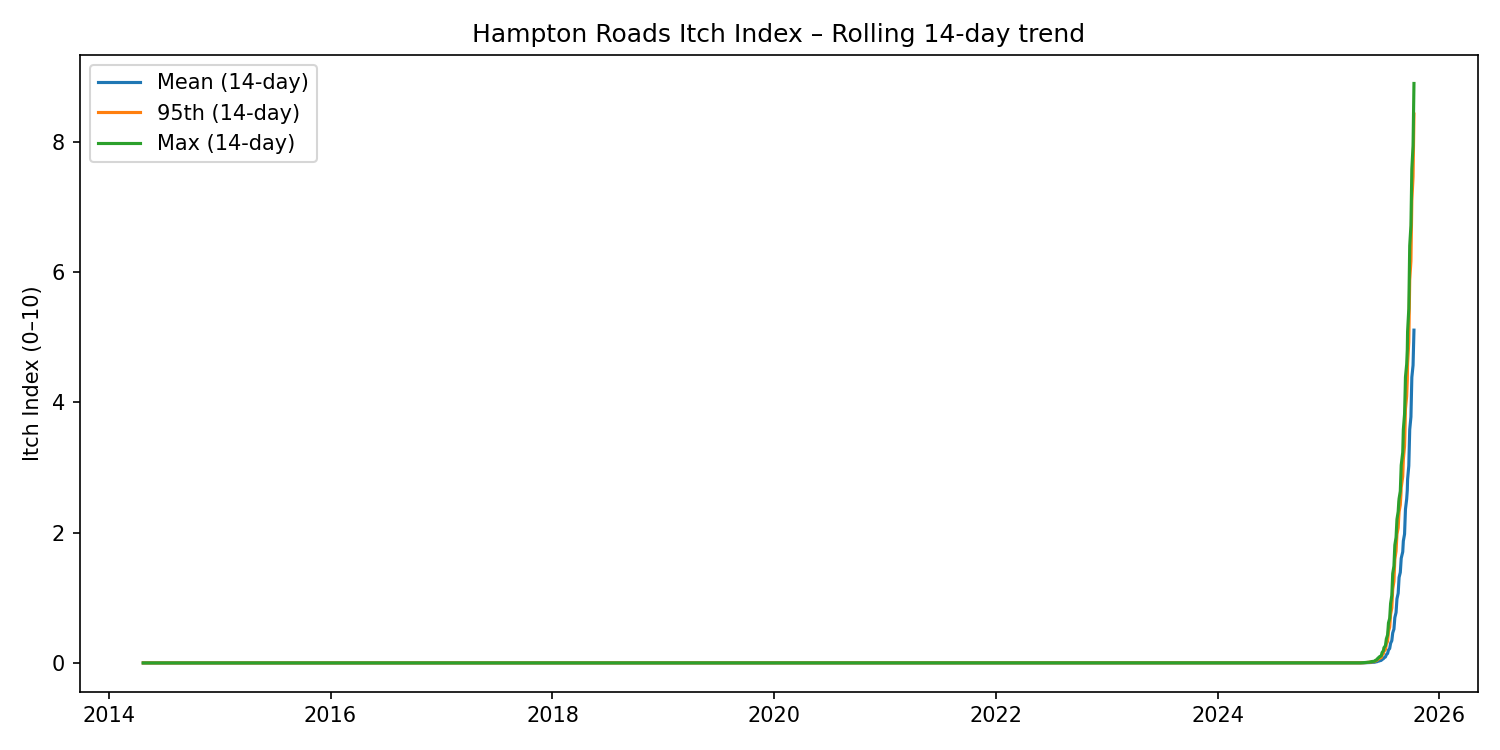 Hampton Roads Itch Index – Rolling 14-day trend
Mean (14-day)
95th (14-day)
Max (14-day)
Itch Index (0–10)
8
6
4
2
0
2014 2016 2018 2020 2022 2024 2026